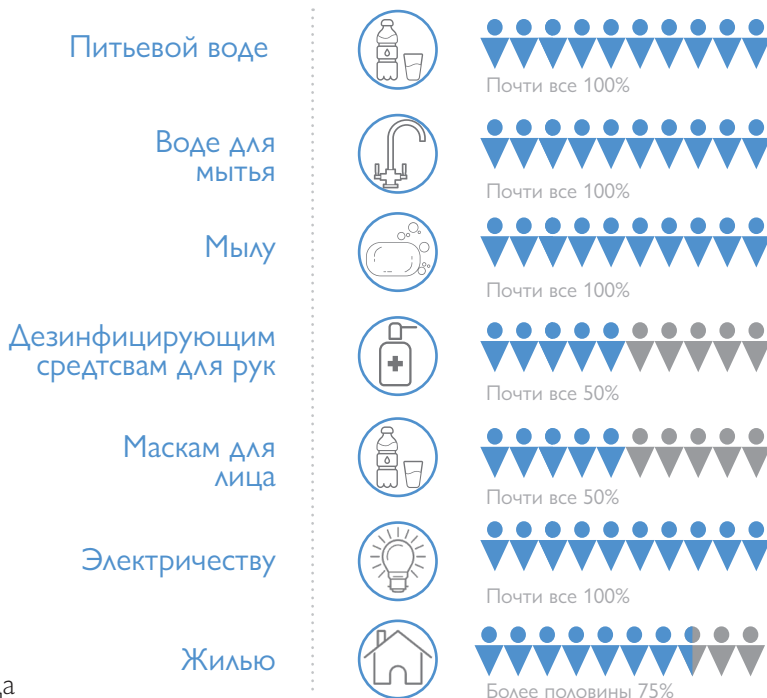 Питьевой воде
Почти все 100%
Воде для
мытья
Почти все 100%
Мылу
Почти все 100%
Дезинфицирующим
средтсвам для рук
Почти все 50%
Маскам для
лица
Почти все 50%
Электричеству
Почти все 100%
Жилью
Более половины 75%
да